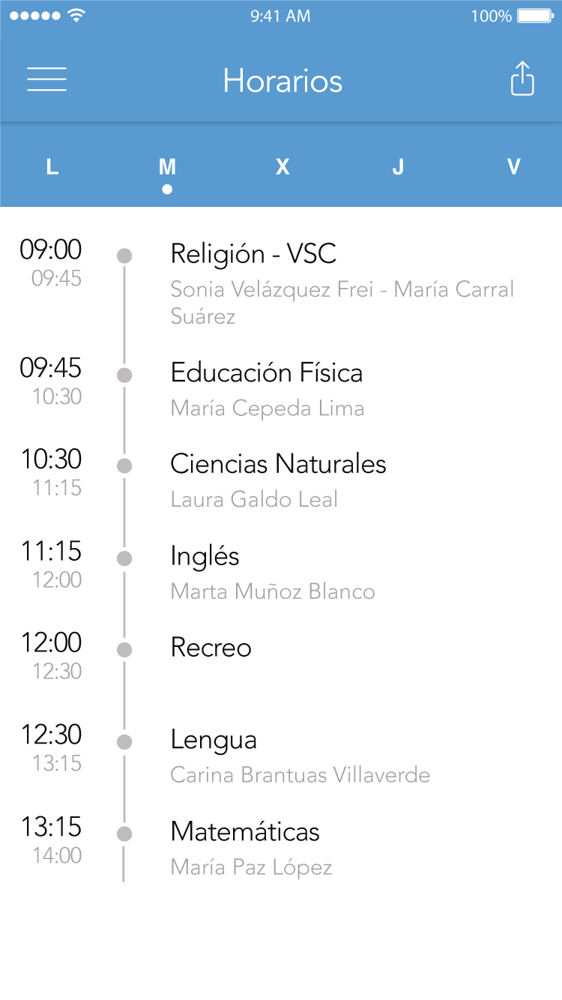 9:41 AM 100%
Horarios
L M X J V
09:00 Religión - VSC
09:45 Sonia Velázquez Frei - María Carral
Suárez
09:45 Educación Física
10:30 María Cepeda Lima
10:30 Ciencias Naturales
11:15 Laura Galdo Leal
11:15 Inglés
12:00 Marta Muñoz Blanco
12:00 Recreo
12:30
12:30 Lengua
13:15 Carina Brantuas Villaverde
13:15 Matemáticas
14:00 María Paz López